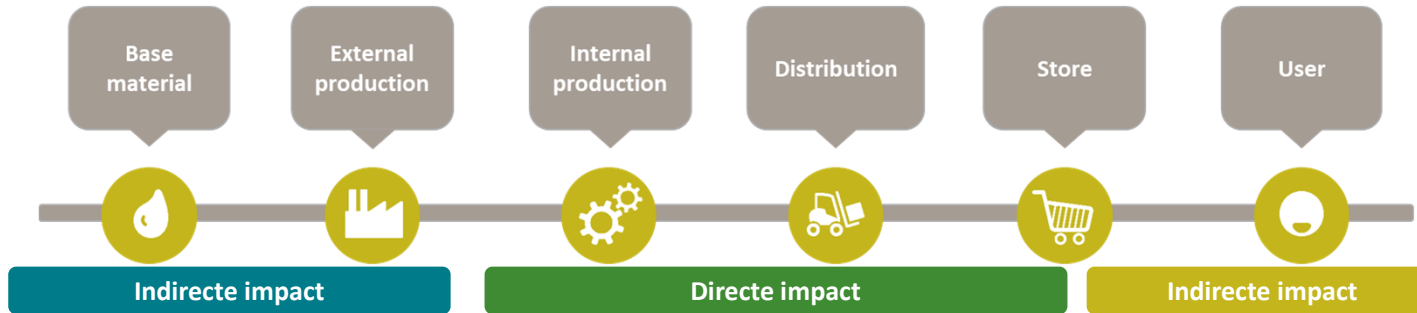 Base
material
External
production
Internal
production
Distribution
Store
User
Indirecte impact
Directe impact
Indirecte impact